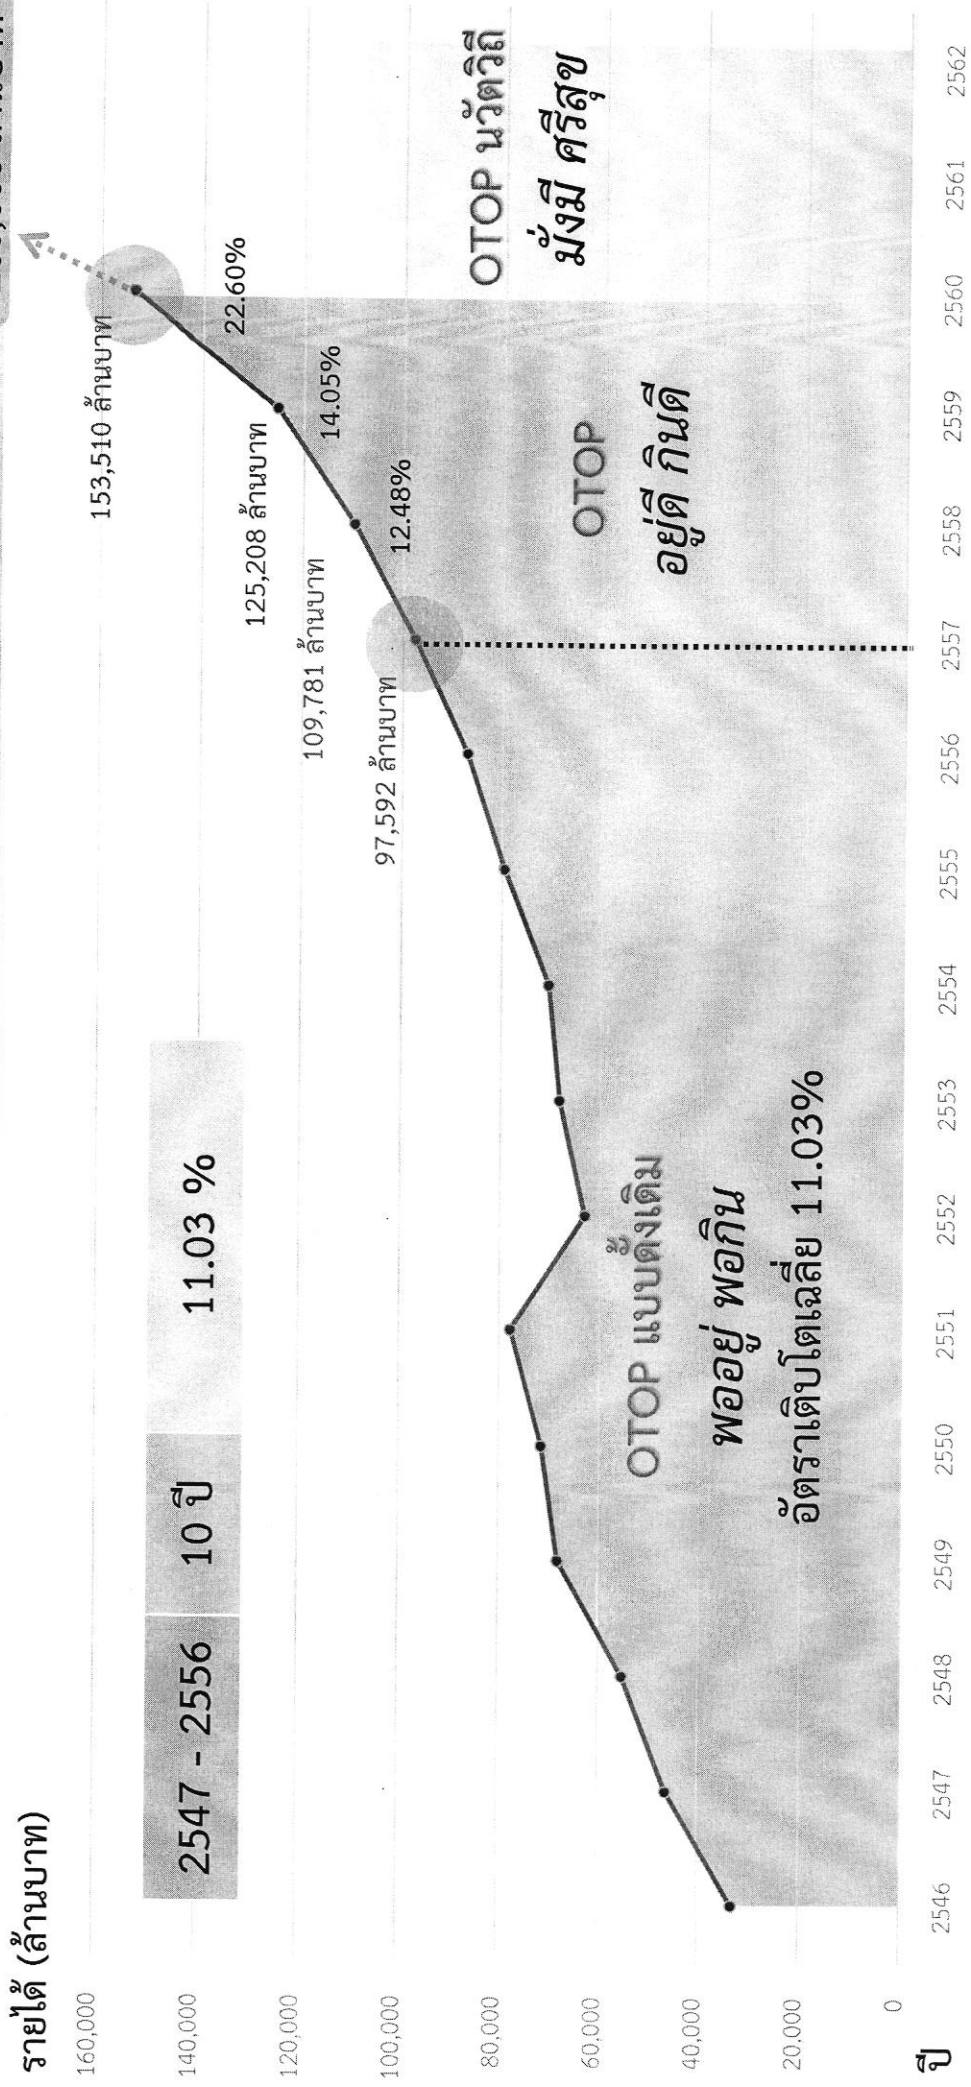 รายได้ (ล้านบาท)
160,000
140,000
120,000
100,000
80,000
60,000
40,000
20,000
0
ปี
2547 - 2556
10 ปี
11.03 %
153,510 ล้านบาท
22.60%
125,208 ล้านบาท
14.05%
109,781 ล้านบาท
12.48%
97,592 ล้านบาท
OTOP แบบดั้งเดิม
พออยู่ พอกิน
อัตราเติบโตเฉลี่ย 11.03%
OTOP
อยู่ดี กินดี
OTOP นวัตวิถี
มั่งมี ศรีสุข
2546
2547
2548
2549
2550
2551
2552
2553
2554
2555
2556
2557
2558
2559
2560
2561
2562